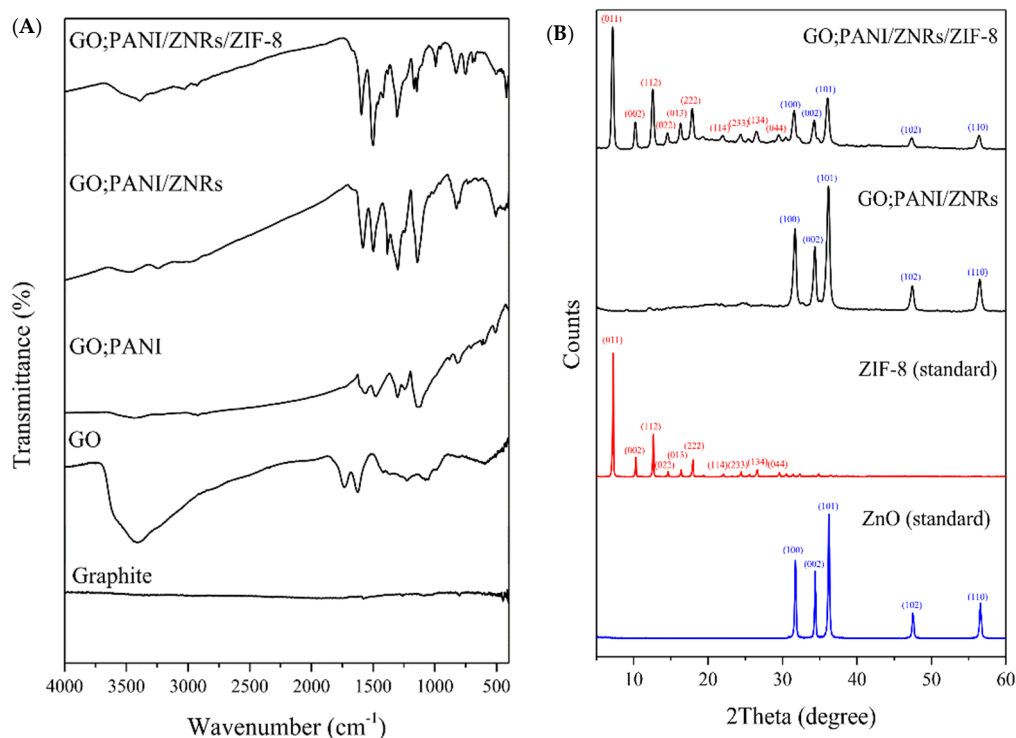 (A)
GO;PANI/ZNRs/ZIF-8
GO;PANI/ZNRs
GO;PANI
GO
Graphite
Transmittance (%)
4000 3500 3000 2500 2000 1500 1000 500
Wavenumber (cm-1)
(B)
GO;PANI/ZNRs/ZIF-8
(011)
(002)
(112)
(022)
(013)
(222)
(114)
(233)
(134)
(044)
(100)
(002)
(101)
(102)
(110)
GO;PANI/ZNRs
(100)
(002)
(101)
(102)
(110)
ZIF-8 (standard)
(011)
(002)
(112)
(022)
(013)
(222)
(114)
(233)
(134)
(044)
ZnO (standard)
(100)
(002)
(101)
(102)
(110)
Counts
10 20 30 40 50 60
2Theta (degree)